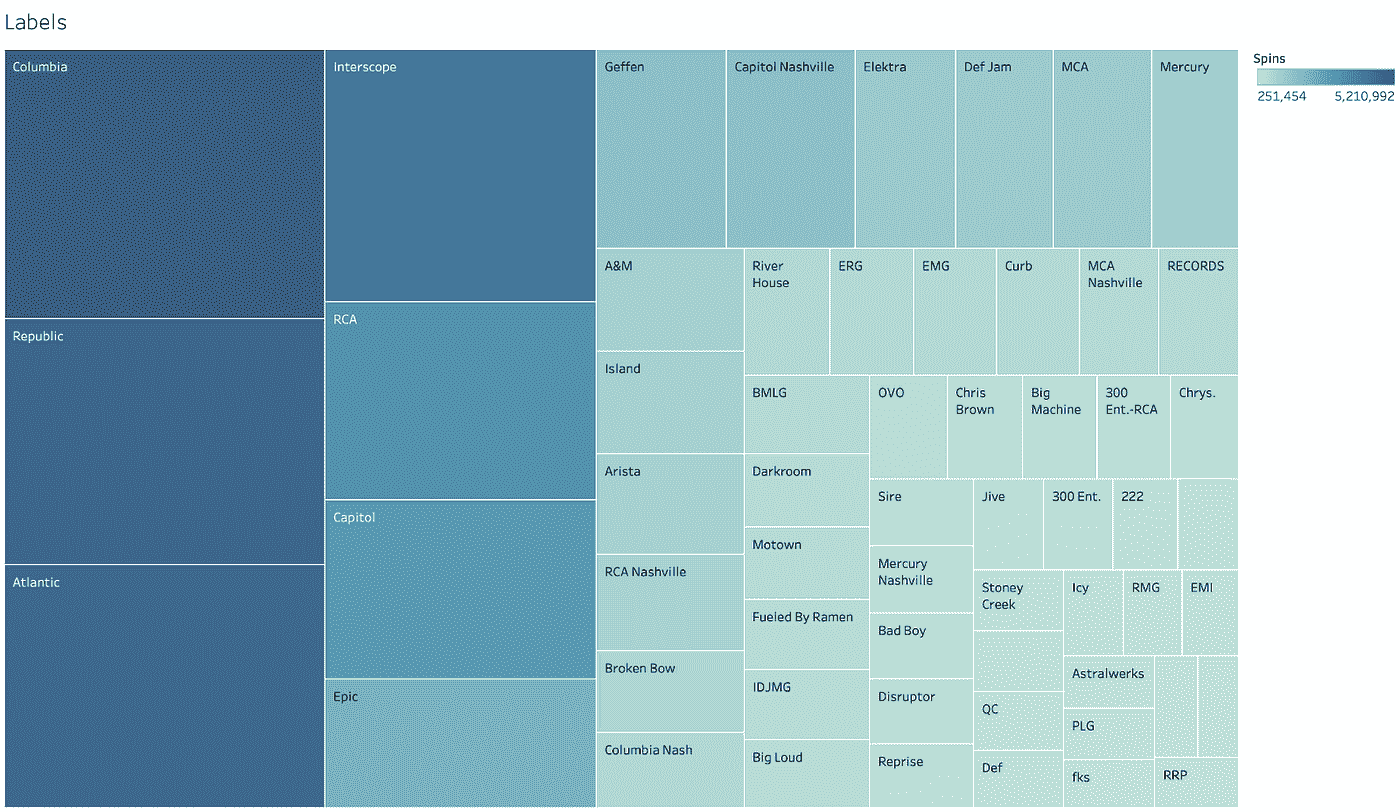 Labels
Columbia
Republic
Atlantic
Interscope
RCA
Capitol
Epic
Geffen
Capitol Nashville
Elektra
Def Jam
MCA
Mercury
A&M
Island
Arista
RCA Nashville
Broken Bow
Columbia Nash
River
House
ERG
EMG
Curb
MCA
Nashville
RECORDS
BMLG
Darkroom
Motown
Fueled By Ramen
IDJMG
Big Loud
OVO
Chris
Brown
Big
Machine
300
Ent.-RCA
Chrys.
Sire
Mercury
Nashville
Bad Boy
Disruptor
Reprise
Jive
300 Ent.
222
Stoney
Creek
QC
Def
Icy
RMG
EMI
Astralwerks
PLG
fks
RRP
Spins
251,454 5,210,992